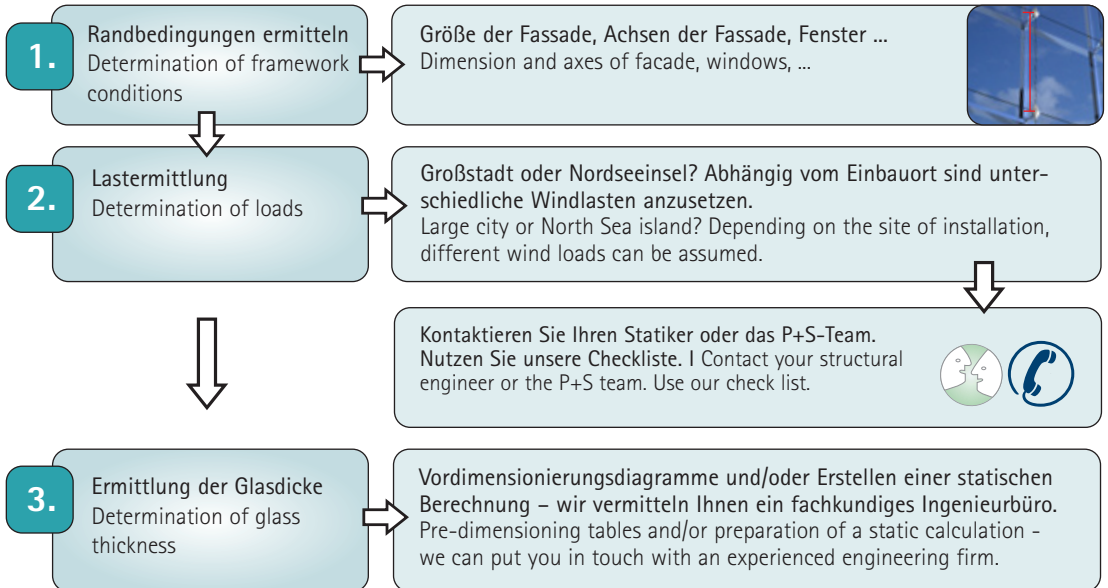 1.
Randbedingungen ermitteln
Determination of framework
conditions
Größe der Fassade, Achsen der Fassade, Fenster ...
Dimension and axes of facade, windows, ...
2.
Lastermittlung
Determination of loads
Großstadt oder Nordseeinsel? Abhängig vom Einbauort sind unter-
schiedliche Windlasten anzusetzen.
Large city or North Sea island? Depending on the site of installation,
different wind loads can be assumed.
Kontaktieren Sie Ihren Statiker oder das P+S-Team.
Nutzen Sie unsere Checkliste. I Contact your structural
engineer or the P+S team. Use our check list.
3.
Ermittlung der Glasdicke
Determination of glass
thickness
Vordimensionierungsdiagramme und/oder Erstellen einer statischen
Berechnung – wir vermitteln Ihnen ein fachkundiges Ingenieurbüro.
Pre-dimensioning tables and/or preparation of a static calculation -
we can put you in touch with an experienced engineering firm.